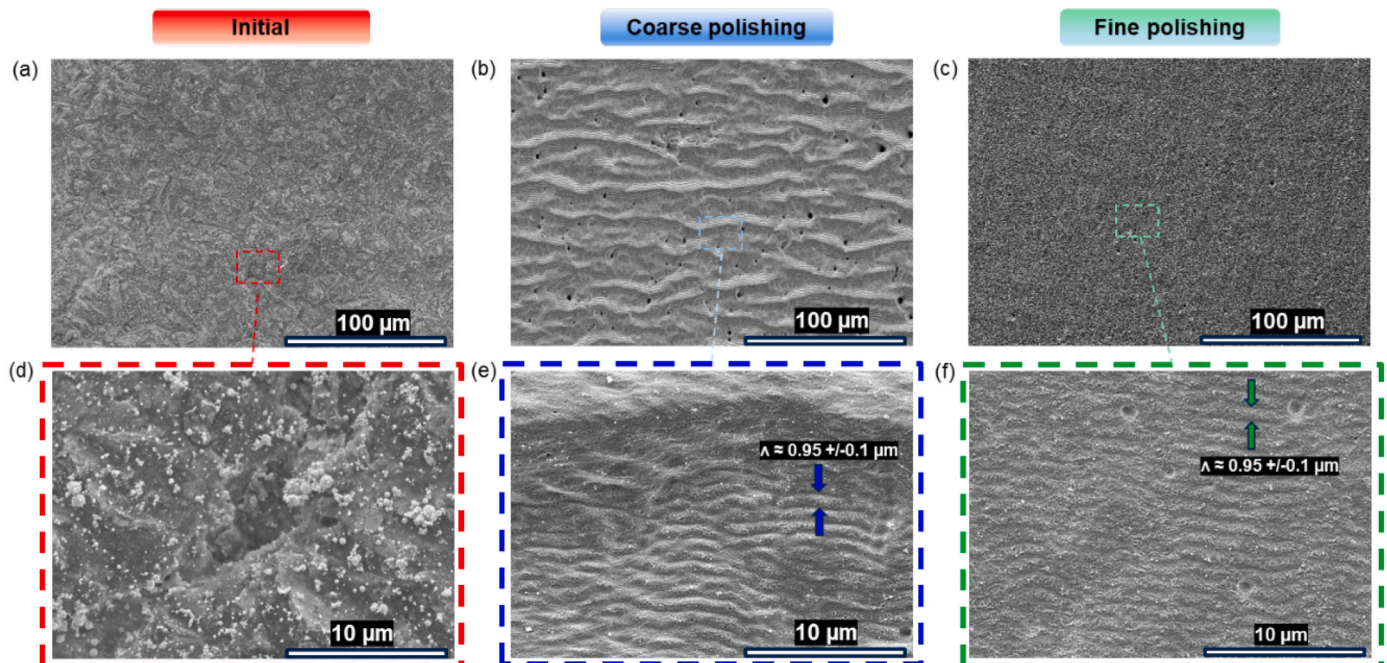 Initial
Coarse polishing
Fine polishing
(a)
(b)
(c)
100 µm
100 µm
100 µm
(d)
(e)
(f)
Λ ≈ 0.95 +/-0.1 µm
Λ ≈ 0.95 +/-0.1 µm
10 µm
10 µm
10 µm